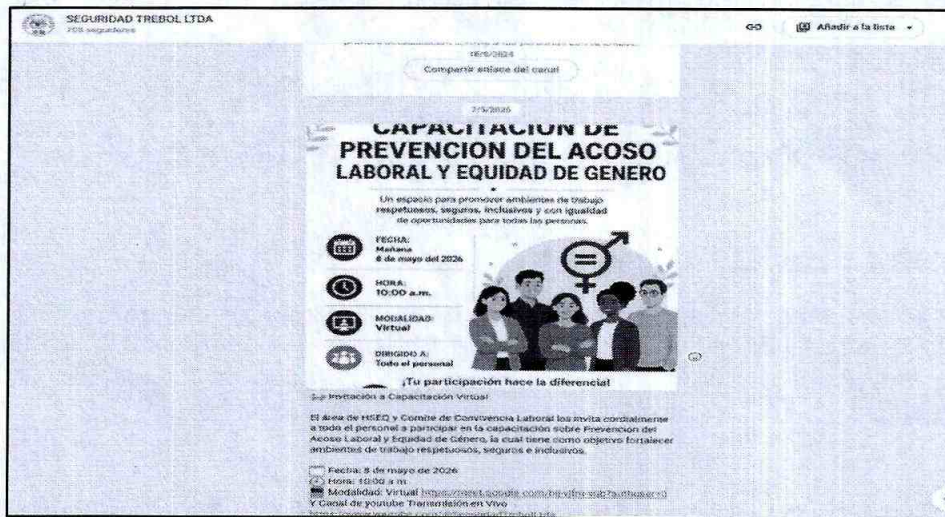 SEGURIDAD TREBOL LTDA
seguidores
Añadir a la lista
Compartir enlace del canal
7/5/2026
CAPACITACION DE
PREVENCION DEL ACOSO
LABORAL Y EQUIDAD DE GENERO
Un espacio para promover ambientes de trabajo
respetuosos, seguros, inclusivos y con igualdad
de oportunidades para todas las personas.
FECHA:
Mañana
8 de mayo del 2026
HORA:
10:00 a.m.
MODALIDAD:
Virtual
DIRIGIDO A:
Todo el personal
¡Tu participación hace la diferencia!
Invitación a Capacitación Virtual
El área de HSEQ y Comité de Convivencia Laboral los invita cordialmente
a todo el personal a participar en la capacitación sobre Prevención del
Acoso Laboral y Equidad de Género, la cual tiene como objetivo fortalecer
ambientes de trabajo respetuosos, seguros e inclusivos.
Fecha: 8 de mayo de 2026
Hora: 10:00 a.m.
Modalidad: Virtual
Y Canal de youtube Transmisión en Vivo